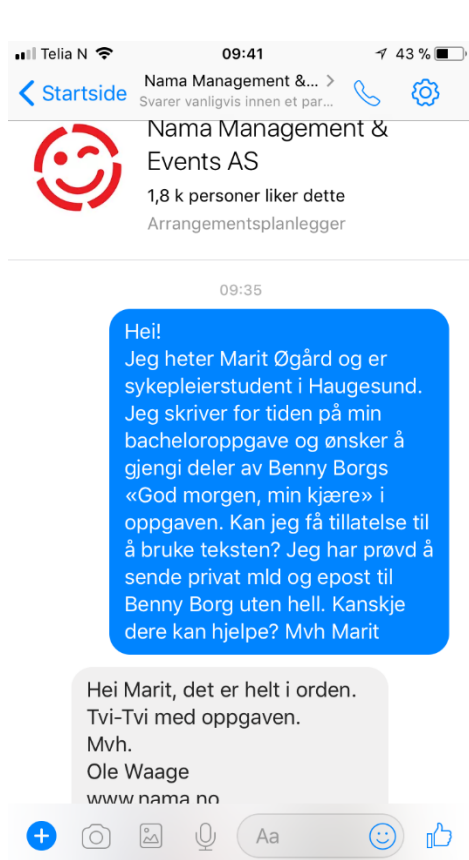 Telia N 09:41 43 %
Startside
Nama Management &... >
Svarer vanligvis innen et par...
Nama Management &
Events AS
1,8 k personer liker dette
Arrangementsplanlegger
09:35
Hei!
Jeg heter Marit Øgård og er
sykepleierstudent i Haugesund.
Jeg skriver for tiden på min
bacheloroppgave og ønsker å
gjengi deler av Benny Borgs
«God morgen, min kjære» i
oppgaven. Kan jeg få tillatelse til
å bruke teksten? Jeg har prøvd å
sende privat mld og epost til
Benny Borg uten hell. Kanskje
dere kan hjelpe? Mvh Marit
Hei Marit, det er helt i orden.
Tvi-Tvi med oppgaven.
Mvh.
Ole Waage
www.nama.no
Aa